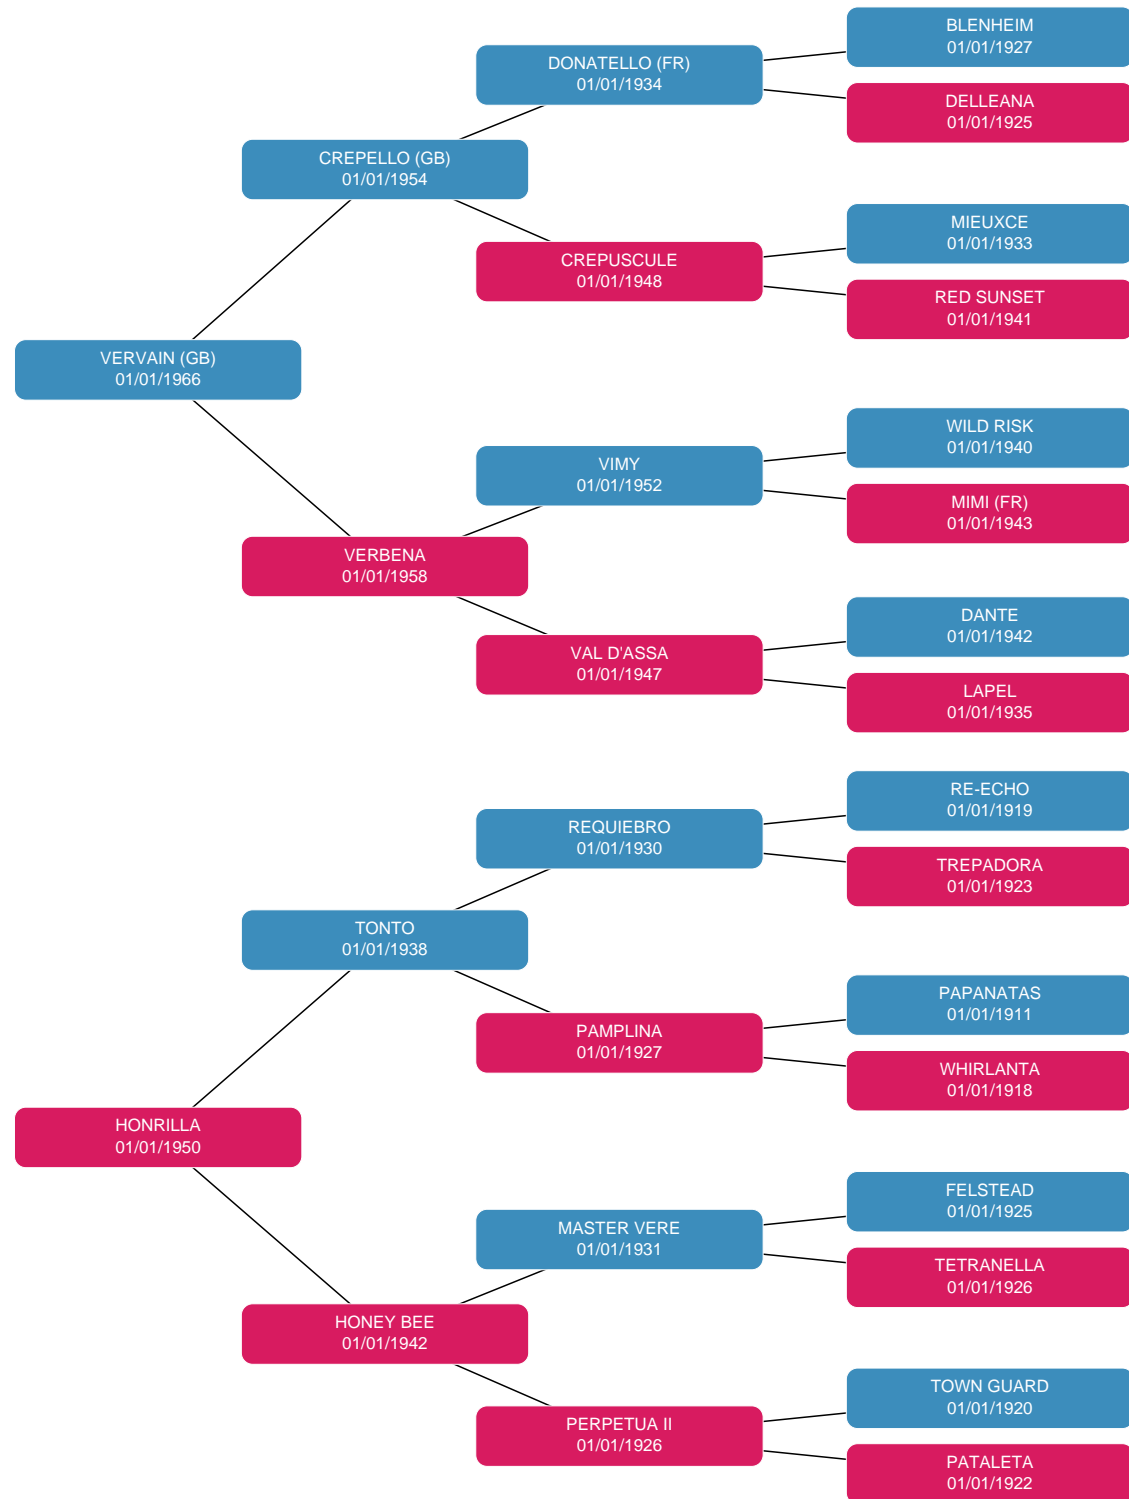 BLENHEIM
01/01/1927
DONATELLO (FR)
01/01/1934
DELLEANA
01/01/1925
CREPELLO (GB)
01/01/1954
MIEUXCE
01/01/1933
CREPUSCULE
01/01/1948
RED SUNSET
01/01/1941
VERVAIN (GB)
01/01/1966
WILD RISK
01/01/1940
VIMY
01/01/1952
MIMI (FR)
01/01/1943
VERBENA
01/01/1958
DANTE
01/01/1942
VAL D'ASSA
01/01/1947
LAPEL
01/01/1935
RE-ECHO
01/01/1919
REQUIEBRO
01/01/1930
TREPADORA
01/01/1923
TONTO
01/01/1938
PAPANATAS
01/01/1911
PAMPLINA
01/01/1927
WHIRLANTA
01/01/1918
HONRILLA
01/01/1950
FELSTEAD
01/01/1925
MASTER VERE
01/01/1931
TETRANELLA
01/01/1926
HONEY BEE
01/01/1942
TOWN GUARD
01/01/1920
PERPETUA II
01/01/1926
PATALETA
01/01/1922